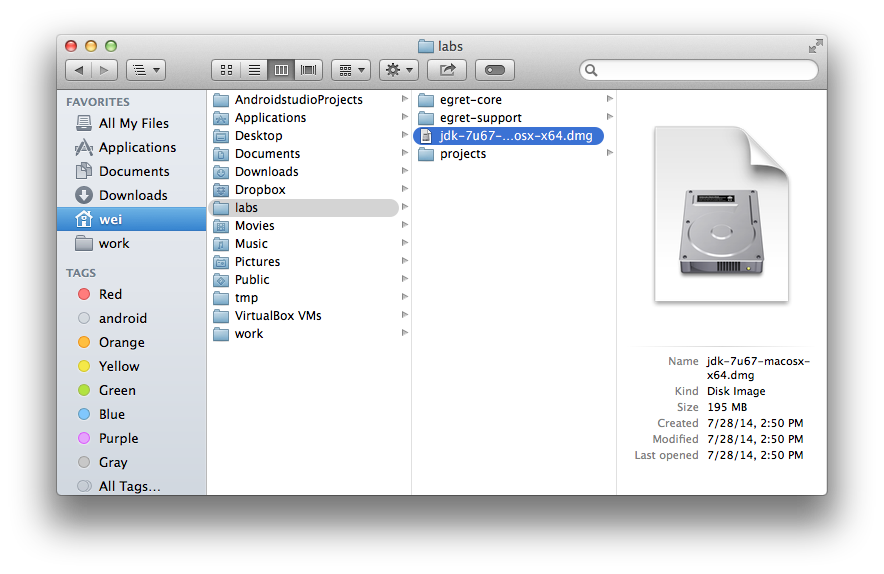 labs
FAVORITES
All My Files
Applications
Documents
Downloads
wei
work
TAGS
Red
android
Orange
Yellow
Green
Blue
Purple
Gray
All Tags...
AndroidstudioProjects
Applications
Desktop
Documents
Downloads
Dropbox
labs
Movies
Music
Pictures
Public
tmp
VirtualBox VMs
work
egret-core
egret-support
jdk-7u67-...osx-x64.dmg
projects
Name jdk-7u67-macosx-
x64.dmg
Kind Disk Image
Size 195 MB
Created 7/28/14, 2:50 PM
Modified 7/28/14, 2:50 PM
Last opened 7/28/14, 2:50 PM